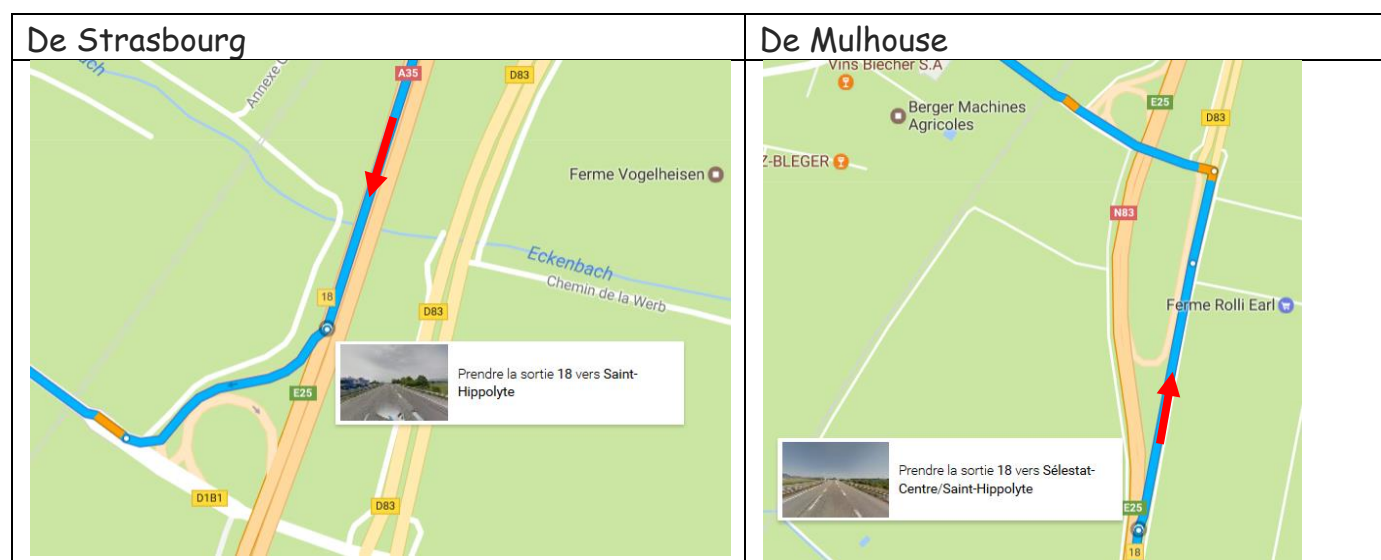 De Strasbourg
A35
D83
Annexe
Ferme Vogelheisen
Eckenbach
Chemin de la Werb
18
D83
Prendre la sortie 18 vers Saint-
Hippolyte
E25
D1B1
D83
De Mulhouse
Vins Biecher S.A
E25
Berger Machines
Agricoles
D83
Z-BLEGER
N83
Ferme Rolli Earl
Prendre la sortie 18 vers Sélestat-
Centre/Saint-Hippolyte
E25
18